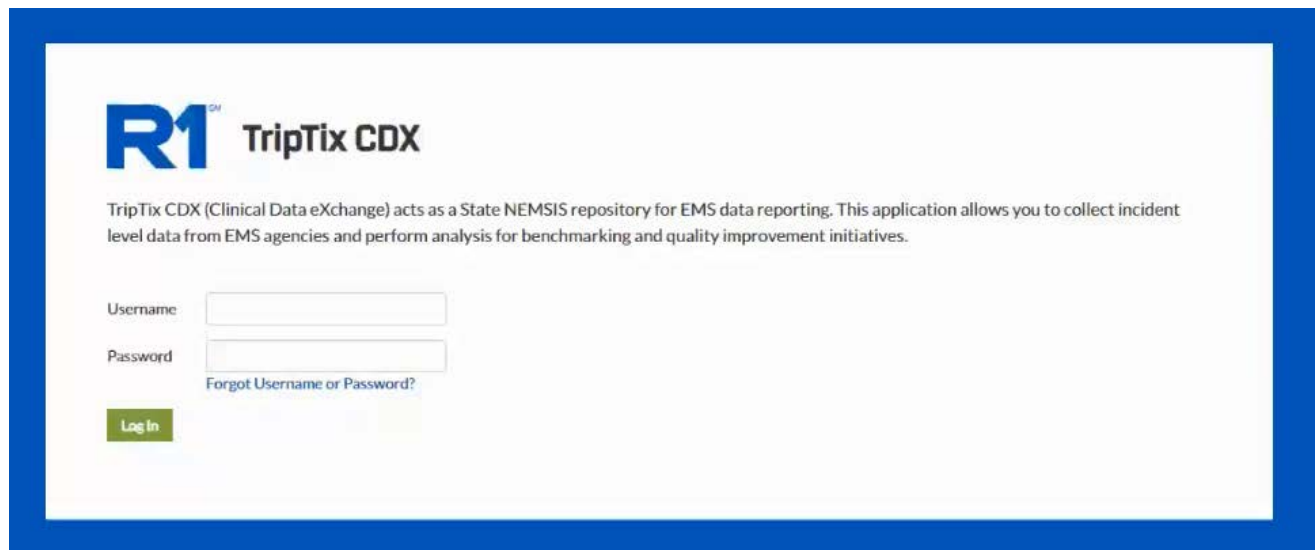 R1 SM TripTix CDX
TripTix CDX (Clinical Data eXchange) acts as a State NEMSIS repository for EMS data reporting. This application allows you to collect incident
level data from EMS agencies and perform analysis for benchmarking and quality improvement initiatives.
Username
Password
Forgot Username or Password?
Log In